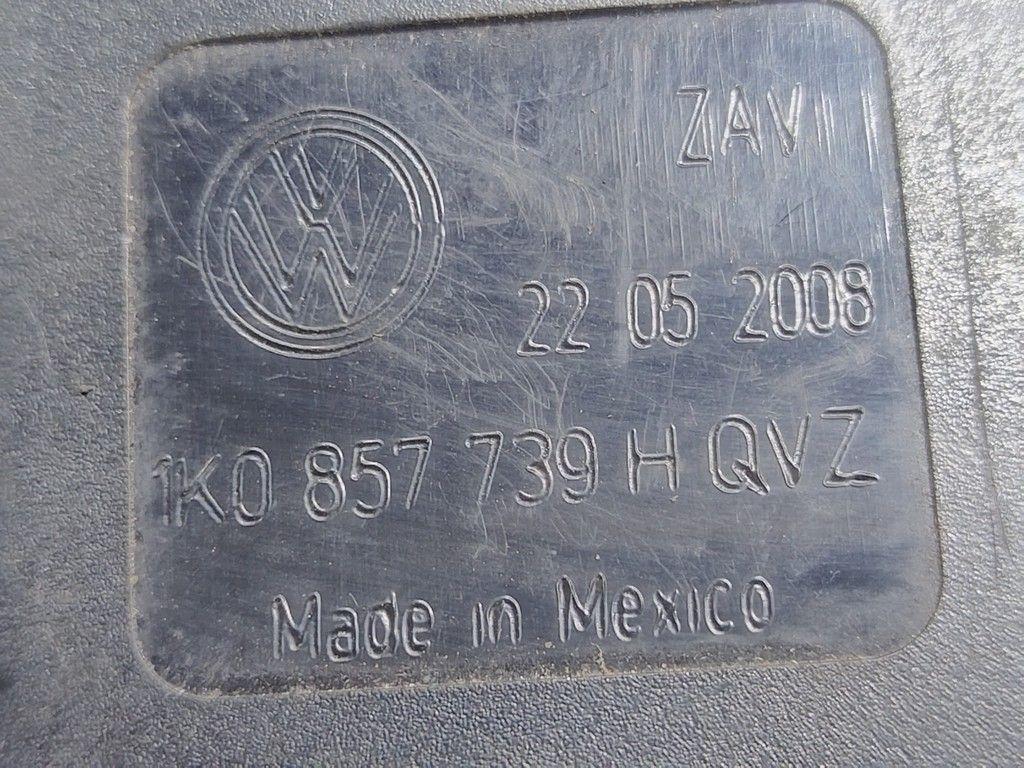 ZAV
22 05 2008
1K0 857 739 H QVZ
Made in Mexico